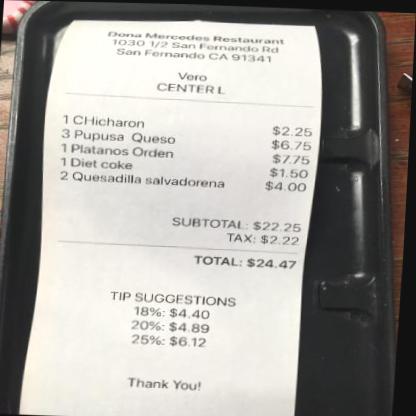 Dona Mercedes Restaurant
1030 1/2 San Fernando Rd
San Fernando CA 91341
Vero
CENTER L
1 CHicharon $2.25
3 Pupusa Queso $6.75
1 Platanos Orden $7.75
1 Diet coke $1.50
2 Quesadilla salvadorena $4.00
SUBTOTAL: $22.25
TAX: $2.22
TOTAL: $24.47
TIP SUGGESTIONS
18%: $4.40
20%: $4.89
25%: $6.12
Thank You!